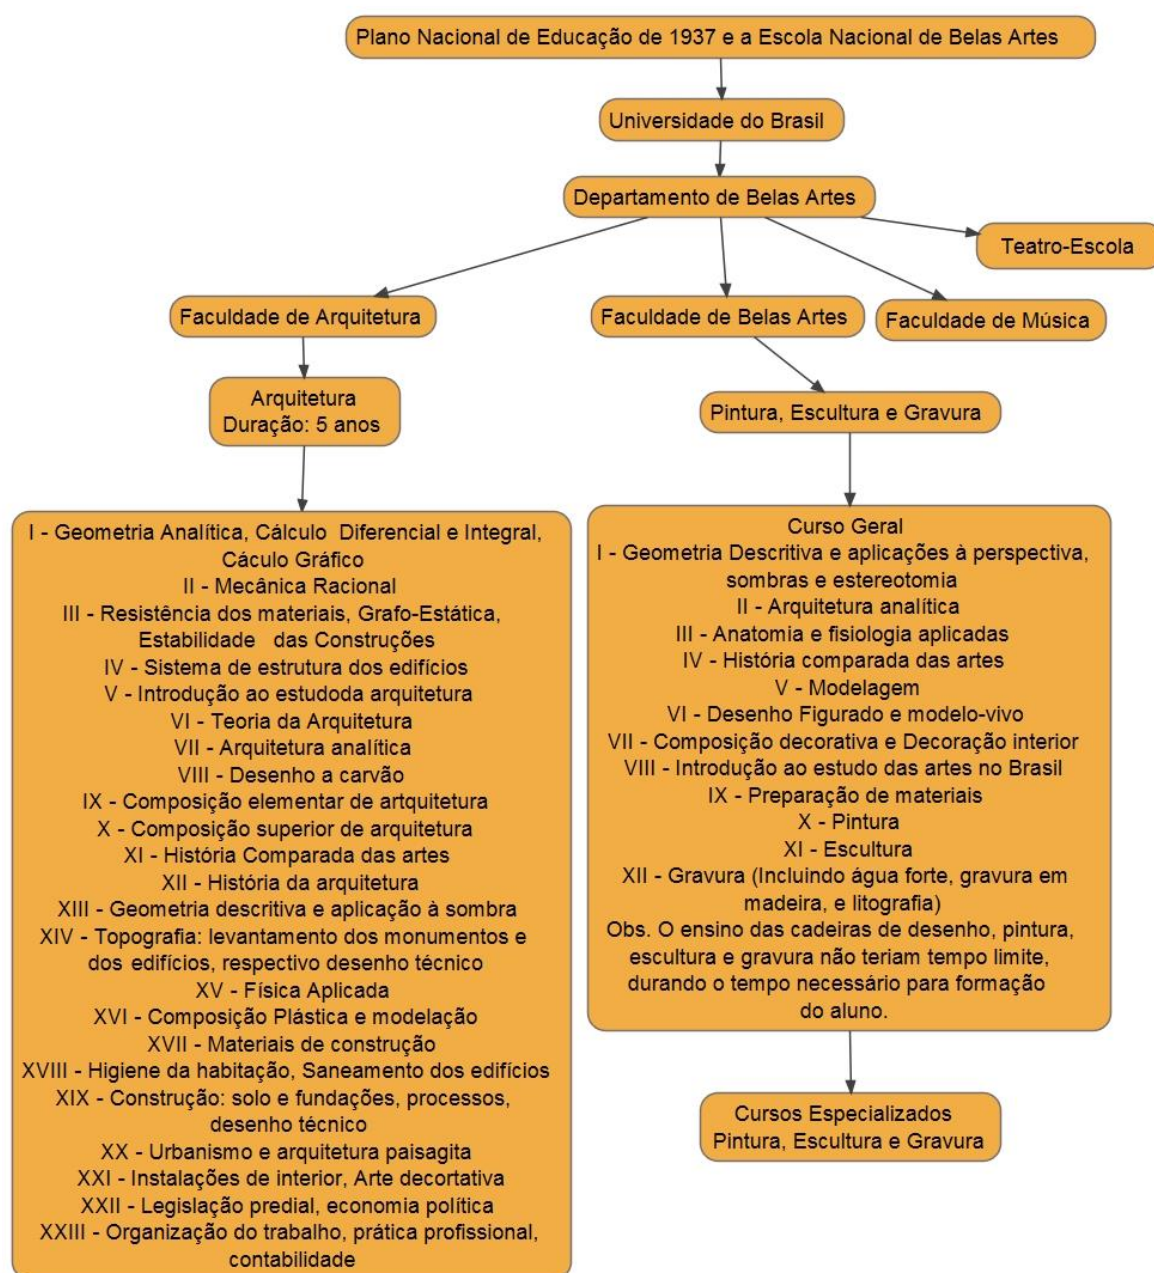 Plano Nacional de Educação de 1937 e a Escola Nacional de Belas Artes
Universidade do Brasil
Departamento de Belas Artes
Teatro-Escola
Faculdade de Arquitetura
Faculdade de Belas Artes
Faculdade de Música
Arquitetura
Duração: 5 anos
Pintura, Escultura e Gravura
I - Geometria Analítica, Cálculo Diferencial e Integral,
Cáculo Gráfico
II - Mecânica Racional
III - Resistência dos materiais, Grafo-Estática,
Estabilidade das Construções
IV - Sistema de estrutura dos edifícios
V - Introdução ao estudoda arquitetura
VI - Teoria da Arquitetura
VII - Arquitetura analítica
VIII - Desenho a carvão
IX - Composição elementar de artquitetura
X - Composição superior de arquitetura
XI - História Comparada das artes
XII - História da arquitetura
XIII - Geometria descritiva e aplicação à sombra
XIV - Topografia: levantamento dos monumentos e
dos edifícios, respectivo desenho técnico
XV - Física Aplicada
XVI - Composição Plástica e modelação
XVII - Materiais de construção
XVIII - Higiene da habitação, Saneamento dos edifícios
XIX - Construção: solo e fundações, processos,
desenho técnico
XX - Urbanismo e arquitetura paisagita
XXI - Instalações de interior, Arte decortativa
XXII - Legislação predial, economia política
XXIII - Organização do trabalho, prática profissional,
contabilidade
Curso Geral
I - Geometria Descritiva e aplicações à perspectiva,
sombras e estereotomia
II - Arquitetura analítica
III - Anatomia e fisiologia aplicadas
IV - História comparada das artes
V - Modelagem
VI - Desenho Figurado e modelo-vivo
VII - Composição decorativa e Decoração interior
VIII - Introdução ao estudo das artes no Brasil
IX - Preparação de materiais
X - Pintura
XI - Escultura
XII - Gravura (Incluindo água forte, gravura em
madeira, e litografia)
Obs. O ensino das cadeiras de desenho, pintura,
escultura e gravura não teriam tempo limite,
durando o tempo necessário para formação
do aluno.
Cursos Especializados
Pintura, Escultura e Gravura